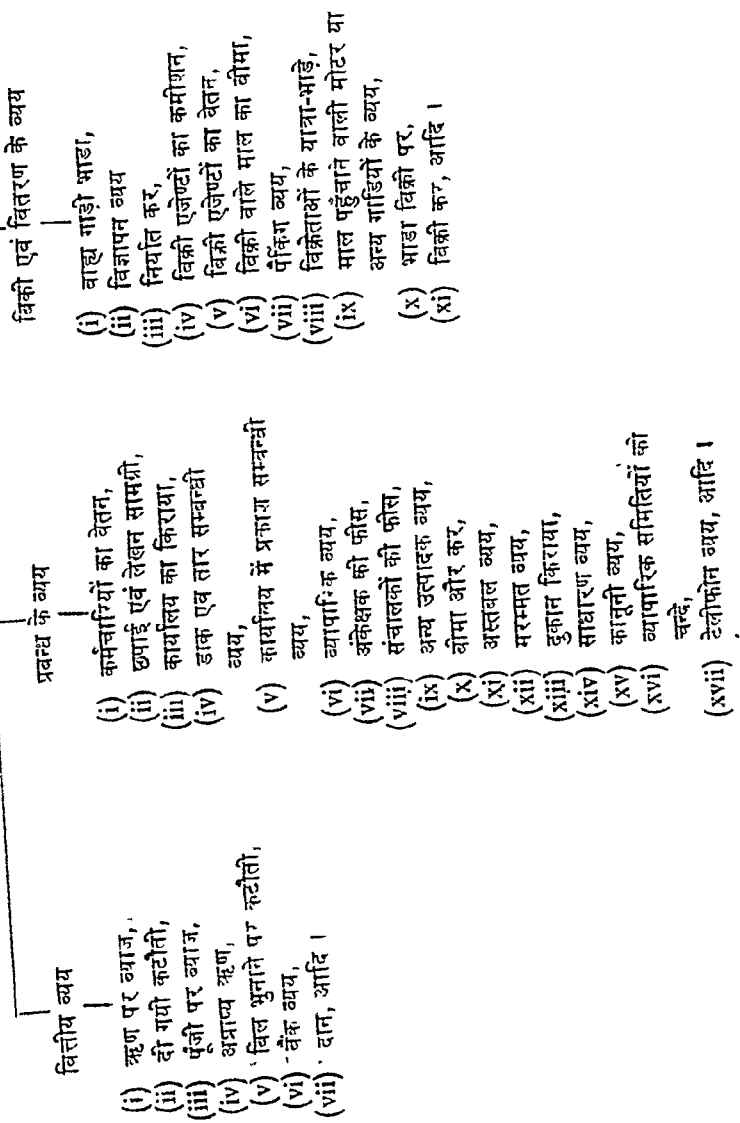 वित्तीय व्यय
(i) ऋण पर व्याज,
(ii) दी गयी कटौती,
(iii) पूंजी पर व्याज,
(iv) अप्राप्य ऋण,
(v) बिल भुनाने पर कटौती,
(vi) बैंक व्यय,
(vii) दान, आदि ।
प्रबन्ध के व्यय
(i) कर्मचारियों का वेतन,
(ii) छपाई एवं लेखन सामग्री,
(iii) कार्यालय का किराया,
(iv) डाक एव तार सम्बन्धी
व्यय,
(v) कार्यालय में प्रकाश सम्बन्धी
व्यय,
(vi) व्यापारिक व्यय,
(vii) अंकेक्षक की फीस,
(viii) संचालकों की फीस,
(ix) अन्य उत्पादक व्यय,
(x) बीमा और कर,
(xi) अस्तबल व्यय,
(xii) मरम्मत व्यय,
(xiii) दुकान किराया,
(xiv) साधारण व्यय,
(xv) कानूनी व्यय,
(xvi) व्यापारिक समितियों को
चन्दे,
(xvii) टेलीफोन व्यय, आदि ।
विकी एवं वितरण के व्यय
(i) वाह्य गाड़ी भाडा,
(ii) विज्ञापन व्यय
(iii) निर्यात कर,
(iv) बिक्री एजेण्टों का कमीशन,
(v) बिक्री एजेण्टों का वेतन,
(vi) बिक्री वाले माल का बीमा,
(vii) पैकिंग व्यय,
(viii) विक्रेताओं के यात्रा-भाड़े,
(ix) माल पहुँचाने वाली मोटर या
अन्य गाडियों के व्यय,
(x) भाडा बिक्री पर,
(xi) बिक्री कर, आदि ।